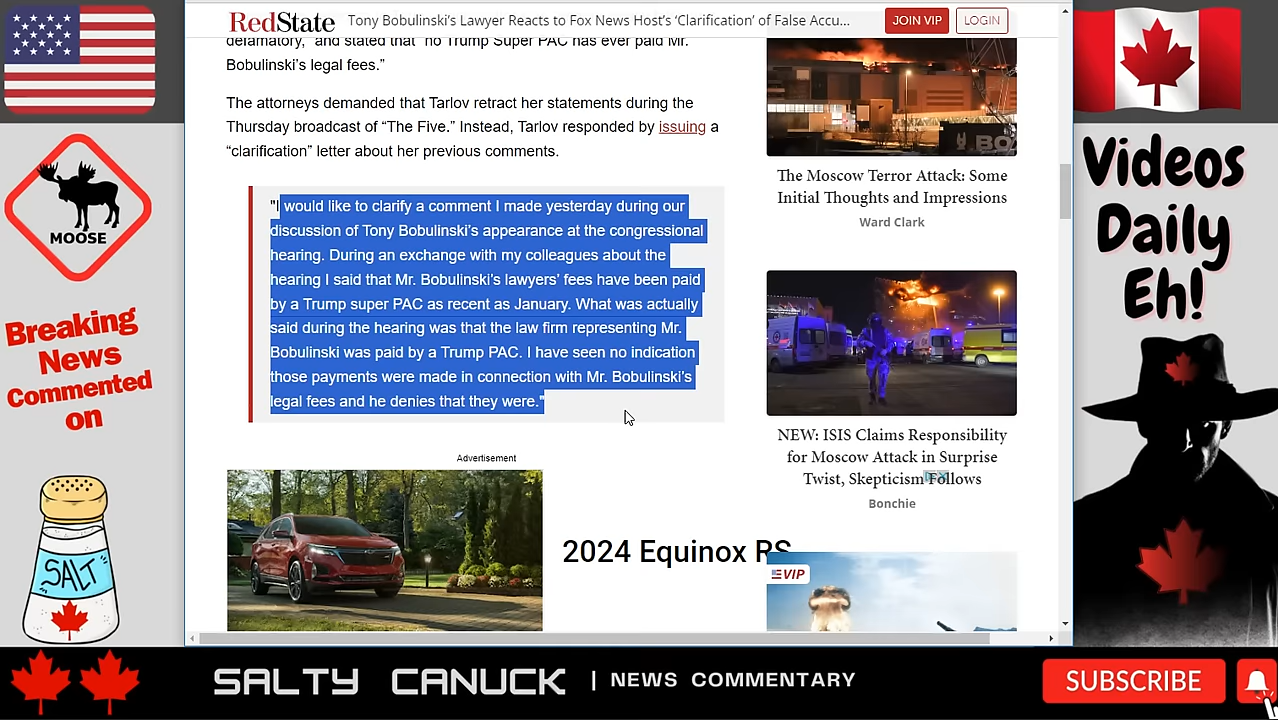 RedState
Tony Bobulinski's Lawyer Reacts to Fox News Host's 'Clarification' of False Accu...
JOIN VIP
LOGIN
defamatory," and stated that "no Trump Super PAC has ever paid Mr.
Bobulinski's legal fees."
The attorneys demanded that Tarlov retract her statements during the
Thursday broadcast of "The Five." Instead, Tarlov responded by issuing a
"clarification" letter about her previous comments.
"I would like to clarify a comment I made yesterday during our
discussion of Tony Bobulinski's appearance at the congressional
hearing. During an exchange with my colleagues about the
hearing I said that Mr. Bobulinski's lawyers' fees have been paid
by a Trump super PAC as recent as January. What was actually
said during the hearing was that the law firm representing Mr.
Bobulinski was paid by a Trump PAC. I have seen no indication
those payments were made in connection with Mr. Bobulinski's
legal fees and he denies that they were."
Advertisement
2024 Equinox RS
BO
The Moscow Terror Attack: Some
Initial Thoughts and Impressions
Ward Clark
NEW: ISIS Claims Responsibility
for Moscow Attack in Surprise
Twist, Skepticism Follows
Bonchie
VIP
MOOSE
Breaking
News
Commented
on
SALT
Videos
Daily
Eh!
SALTY CANUCK | NEWS COMMENTARY
SUBSCRIBE